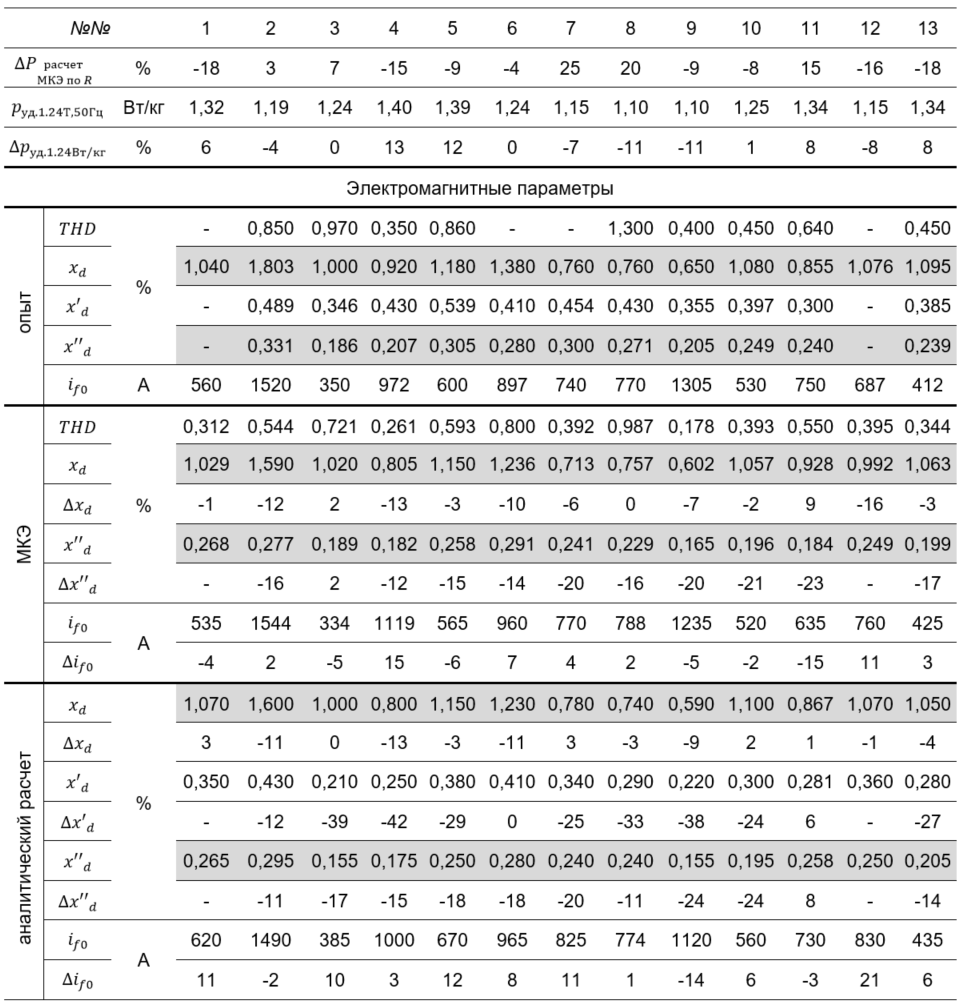 №№ 1 2 3 4 5 6 7 8 9 10 11 12 13
ΔP расчет МКЭ по R % -18 3 7 -15 -9 -4 25 20 -9 -8 15 -16 -18
pуд.1.24Т,50Гц Вт/кг 1,32 1,19 1,24 1,40 1,39 1,24 1,15 1,10 1,10 1,25 1,34 1,15 1,34
Δpуд.1.24Вт/кг % 6 -4 0 13 12 0 -7 -11 -11 1 8 -8 8
Электромагнитные параметры
опыт
THD - 0,850 0,970 0,350 0,860 - - 1,300 0,400 0,450 0,640 - 0,450
xd 1,040 1,803 1,000 0,920 1,180 1,380 0,760 0,760 0,650 1,080 0,855 1,076 1,095
%
x′d - 0,489 0,346 0,430 0,539 0,410 0,454 0,430 0,355 0,397 0,300 - 0,385
x″d - 0,331 0,186 0,207 0,305 0,280 0,300 0,271 0,205 0,249 0,240 - 0,239
if0 А 560 1520 350 972 600 897 740 770 1305 530 750 687 412
МКЭ
THD 0,312 0,544 0,721 0,261 0,593 0,800 0,392 0,987 0,178 0,393 0,550 0,395 0,344
xd 1,029 1,590 1,020 0,805 1,150 1,236 0,713 0,757 0,602 1,057 0,928 0,992 1,063
Δxd % -1 -12 2 -13 -3 -10 -6 0 -7 -2 9 -16 -3
x″d 0,268 0,277 0,189 0,182 0,258 0,291 0,241 0,229 0,165 0,196 0,184 0,249 0,199
Δx″d - -16 2 -12 -15 -14 -20 -16 -20 -21 -23 - -17
if0 535 1544 334 1119 565 960 770 788 1235 520 635 760 425
А
Δif0 -4 2 -5 15 -6 7 4 2 -5 -2 -15 11 3
аналитический расчет
xd 1,070 1,600 1,000 0,800 1,150 1,230 0,780 0,740 0,590 1,100 0,867 1,070 1,050
Δxd 3 -11 0 -13 -3 -11 3 -3 -9 2 1 -1 -4
x′d 0,350 0,430 0,210 0,250 0,380 0,410 0,340 0,290 0,220 0,300 0,281 0,360 0,280
%
Δx′d - -12 -39 -42 -29 0 -25 -33 -38 -24 6 - -27
x″d 0,265 0,295 0,155 0,175 0,250 0,280 0,240 0,240 0,155 0,195 0,258 0,250 0,205
Δx″d - -11 -17 -15 -18 -18 -20 -11 -24 -24 8 - -14
if0 620 1490 385 1000 670 965 825 774 1120 560 730 830 435
А
Δif0 11 -2 10 3 12 8 11 1 -14 6 -3 21 6